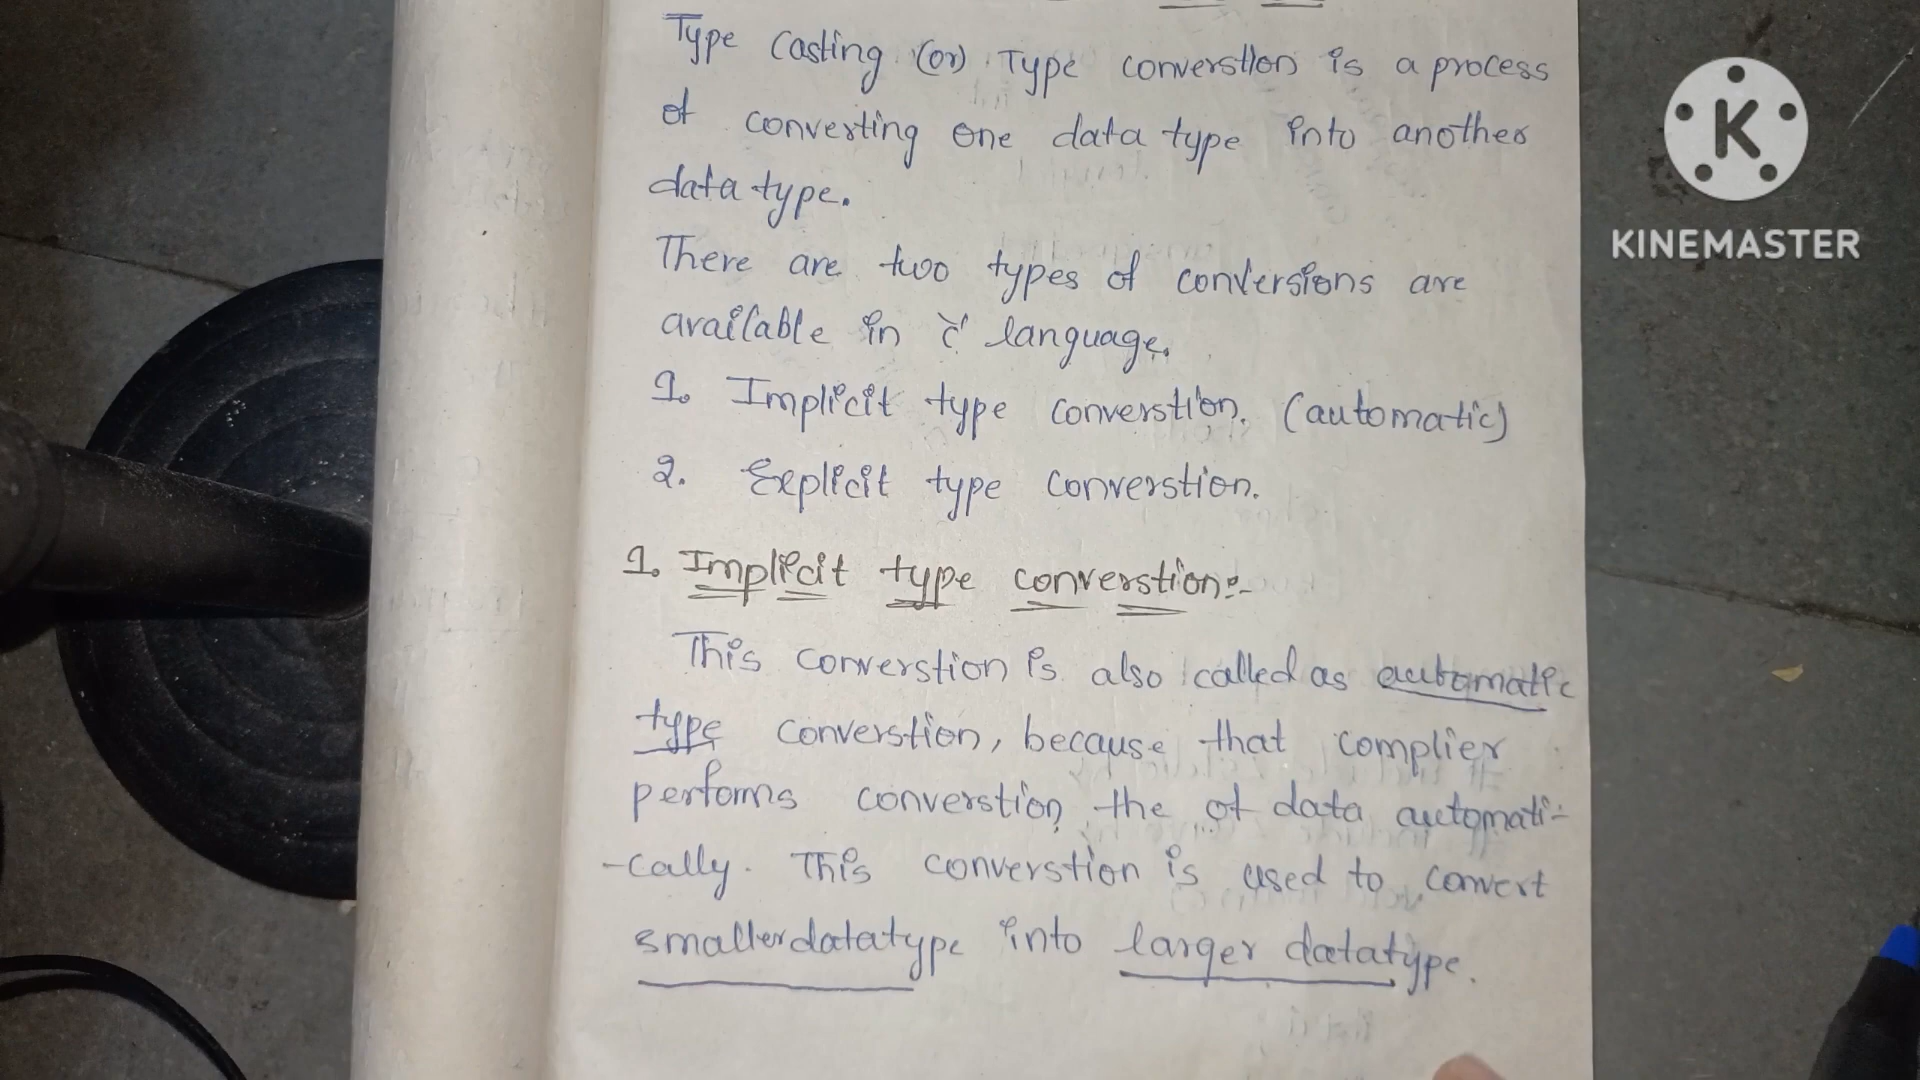 Type Casting (or) Type converstion is a process
of converting one data type into another
data type.
There are two types of conversions are
available in 'c' language.
1. Implicit type converstion. (automatic)
2. Explicit type converstion.
1. Implicit type converstion:-
This converstion is also called as automatic
type converstion, because that complier
performs converstion the of data automati-
-cally. This converstion is used to convert
smaller datatype into larger datatype.
K
KINEMASTER